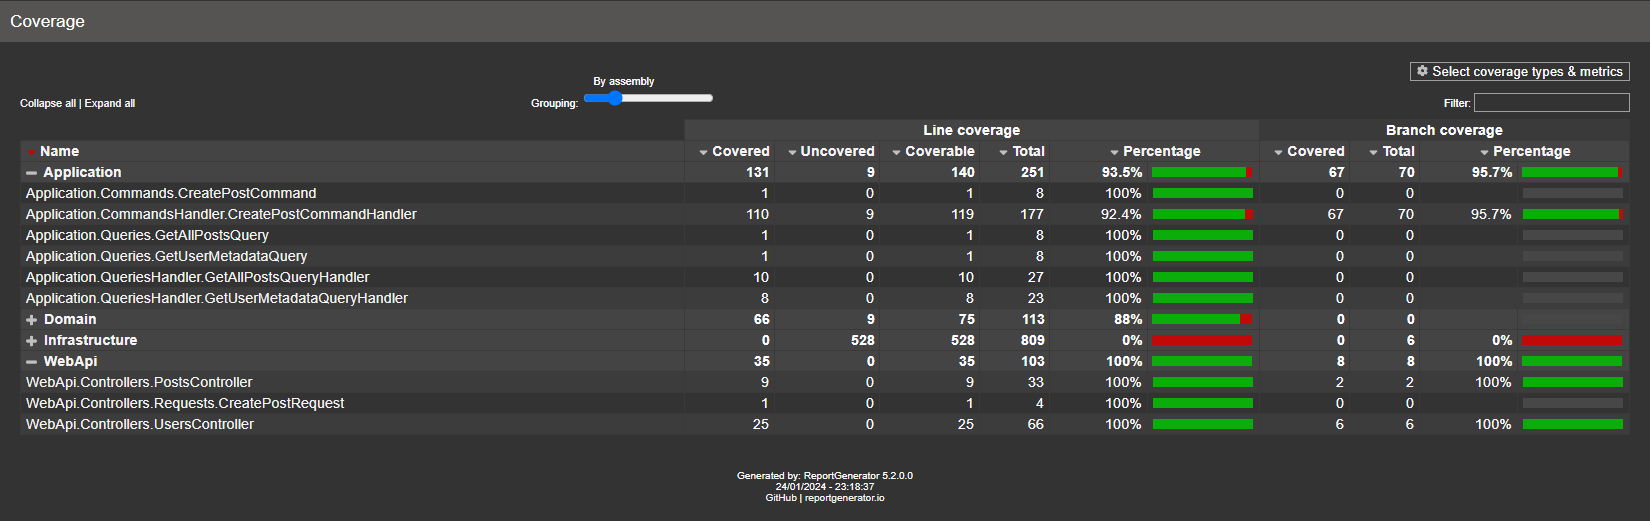 Coverage
Select coverage types & metrics
By assembly
Collapse all | Expand all
Grouping:
Filter:
Line coverage Branch coverage
Name Covered Uncovered Coverable Total Percentage Covered Total Percentage
Application 131 9 140 251 93.5% 67 70 95.7%
Application.Commands.CreatePostCommand 1 0 1 8 100% 0 0
Application.CommandsHandler.CreatePostCommandHandler 110 9 119 177 92.4% 67 70 95.7%
Application.Queries.GetAllPostsQuery 1 0 1 8 100% 0 0
Application.Queries.GetUserMetadataQuery 1 0 1 8 100% 0 0
Application.QueriesHandler.GetAllPostsQueryHandler 10 0 10 27 100% 0 0
Application.QueriesHandler.GetUserMetadataQueryHandler 8 0 8 23 100% 0 0
Domain 66 9 75 113 88% 0 0
Infrastructure 0 528 528 809 0% 0 6 0%
WebApi 35 0 35 103 100% 8 8 100%
WebApi.Controllers.PostsController 9 0 9 33 100% 2 2 100%
WebApi.Controllers.Requests.CreatePostRequest 1 0 1 4 100% 0 0
WebApi.Controllers.UsersController 25 0 25 66 100% 6 6 100%
Generated by: ReportGenerator 5.2.0.0
24/01/2024 - 23:18:37
GitHub | reportgenerator.io